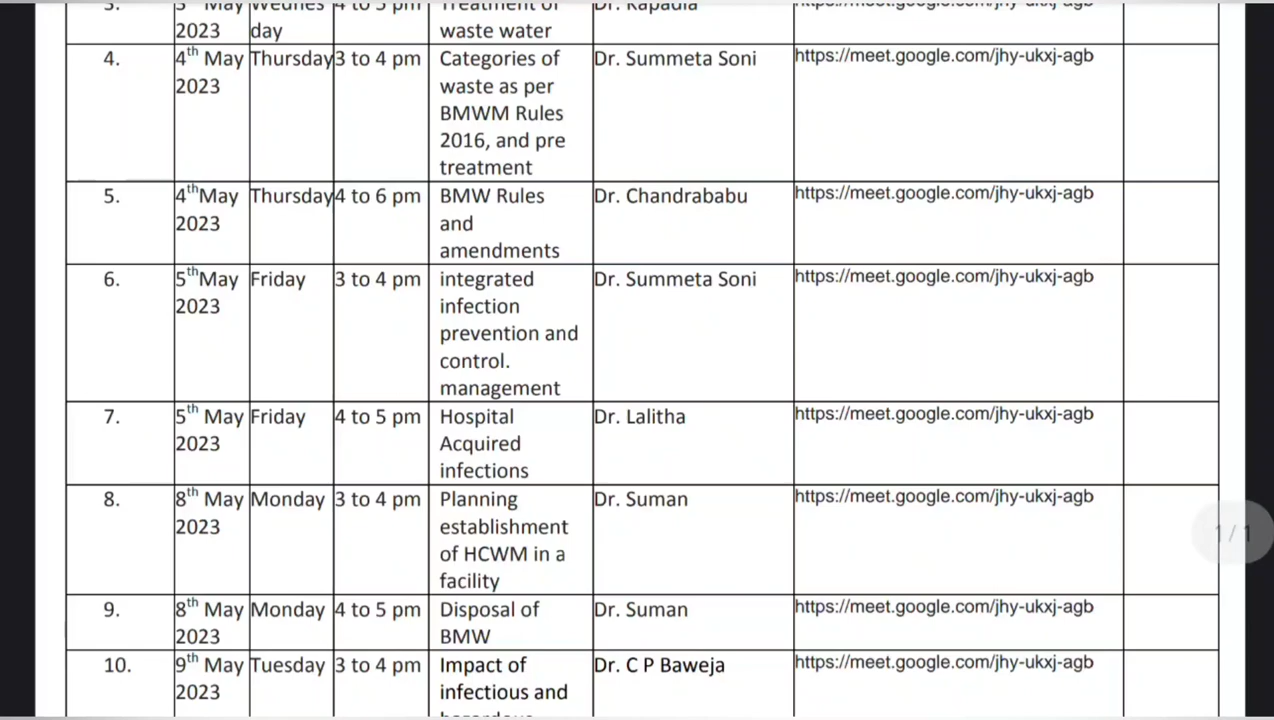 3. 3 May Wednes 4 to 5 pm Treatment of Dr. Kapadia https://meet.google.com/jhy-ukxj-agb
2023 day waste water
4. 4th May Thursday 3 to 4 pm Categories of Dr. Summeta Soni https://meet.google.com/jhy-ukxj-agb
2023 waste as per
BMWM Rules
2016, and pre
treatment
5. 4thMay Thursday 4 to 6 pm BMW Rules Dr. Chandrababu https://meet.google.com/jhy-ukxj-agb
2023 and
amendments
6. 5thMay Friday 3 to 4 pm integrated Dr. Summeta Soni https://meet.google.com/jhy-ukxj-agb
2023 infection
prevention and
control.
management
7. 5th May Friday 4 to 5 pm Hospital Dr. Lalitha https://meet.google.com/jhy-ukxj-agb
2023 Acquired
infections
8. 8th May Monday 3 to 4 pm Planning Dr. Suman https://meet.google.com/jhy-ukxj-agb
2023 establishment
of HCWM in a
1/1
facility
9. 8th May Monday 4 to 5 pm Disposal of Dr. Suman https://meet.google.com/jhy-ukxj-agb
2023 BMW
10. 9th May Tuesday 3 to 4 pm Impact of Dr. C P Baweja https://meet.google.com/jhy-ukxj-agb
2023 infectious and